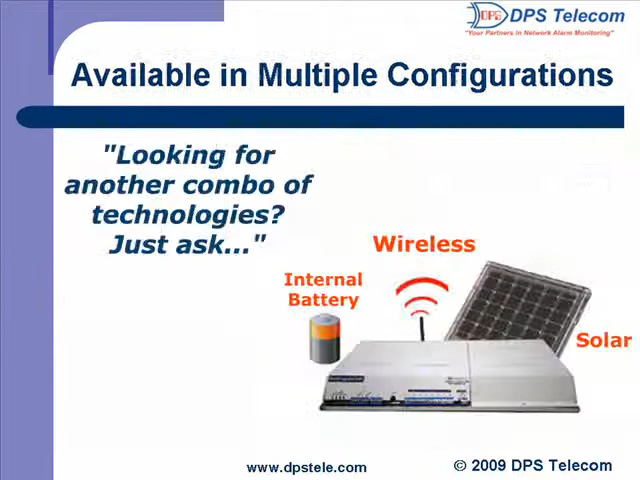 DPS Telecom
"Your Partners in Network Alarm Monitoring"
Available in Multiple Configurations
"Looking for
another combo of
technologies?
Just ask..."
Wireless
Internal
Battery
Solar
www.dpstele.com
© 2009 DPS Telecom